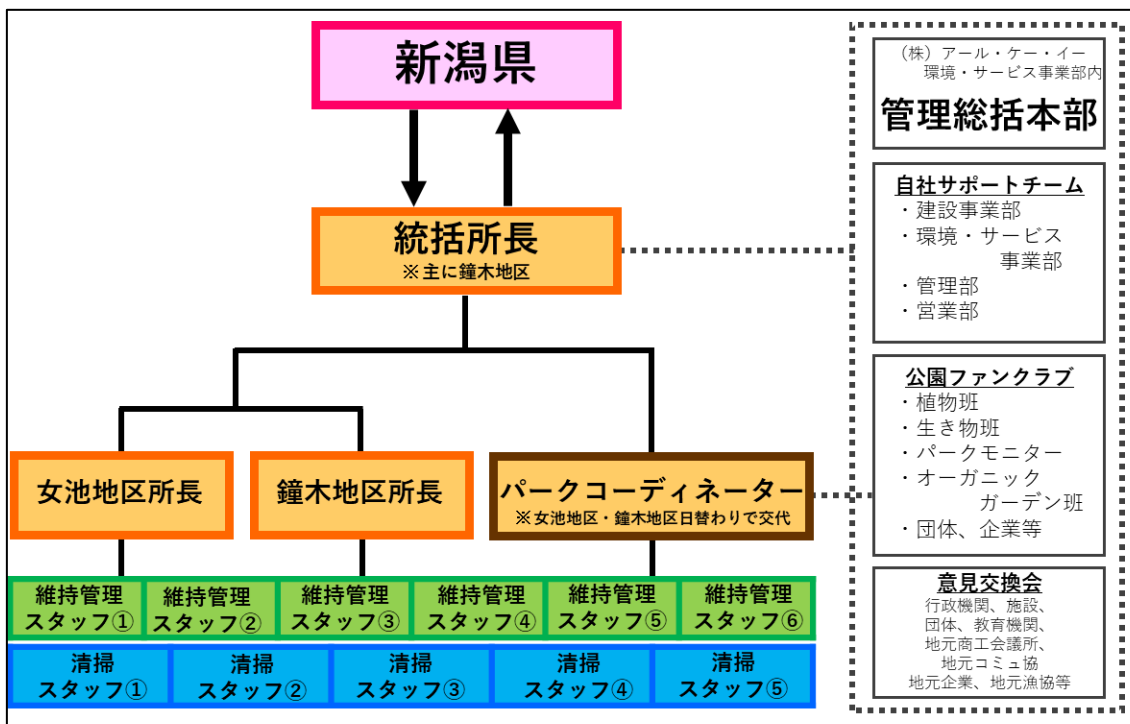 新潟県
統括所長
※主に鐘木地区
女池地区所長
鐘木地区所長
パークコーディネーター
※女池地区・鐘木地区日替わりで交代
維持管理
スタッフ①
維持管理
スタッフ②
維持管理
スタッフ③
維持管理
スタッフ④
維持管理
スタッフ⑤
維持管理
スタッフ⑥
清掃
スタッフ①
清掃
スタッフ②
清掃
スタッフ③
清掃
スタッフ④
清掃
スタッフ⑤
（株）アール・ケー・イー
環境・サービス事業部内
管理総括本部
自社サポートチーム
・建設事業部
・環境・サービス
事業部
・管理部
・営業部
公園ファンクラブ
・植物班
・生き物班
・パークモニター
・オーガニック
ガーデン班
・団体、企業等
意見交換会
行政機関、施設、
団体、教育機関、
地元商工会議所、
地元コミュ協
地元企業、地元漁協等